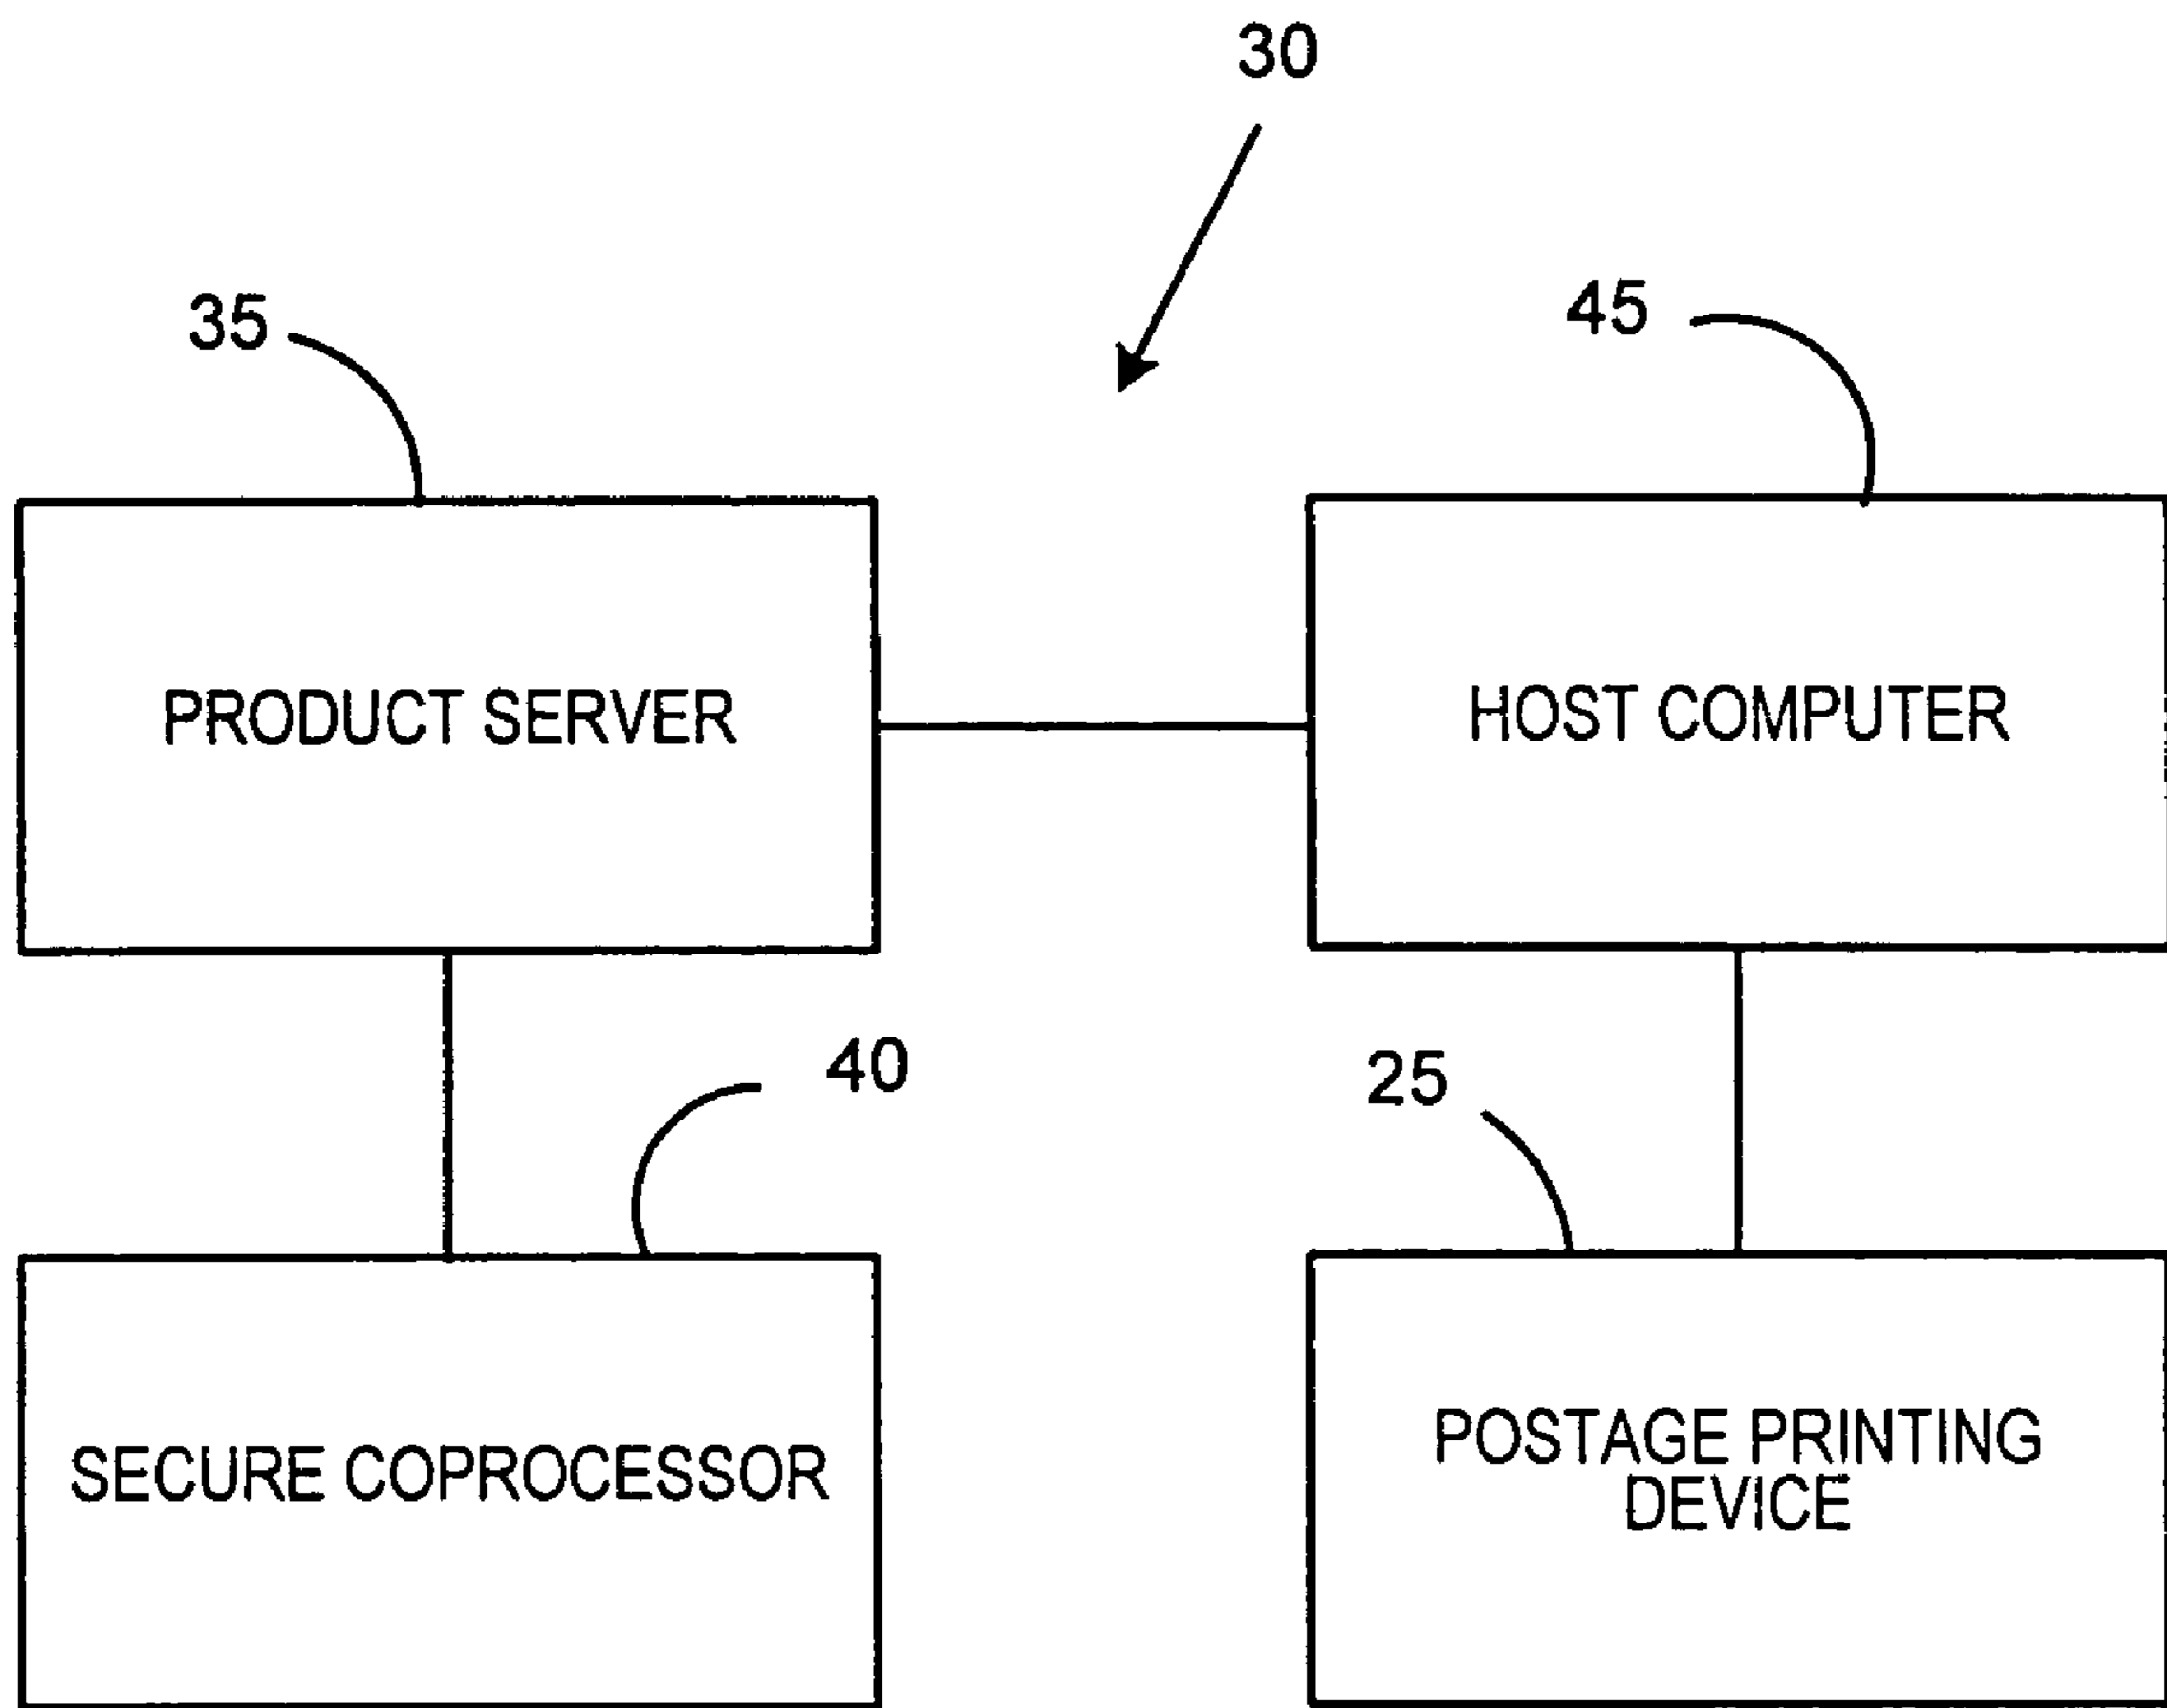 30
35
45
PRODUCT SERVER
HOST COMPUTER
40
25
SECURE COPROCESSOR
POSTAGE PRINTING
DEVICE